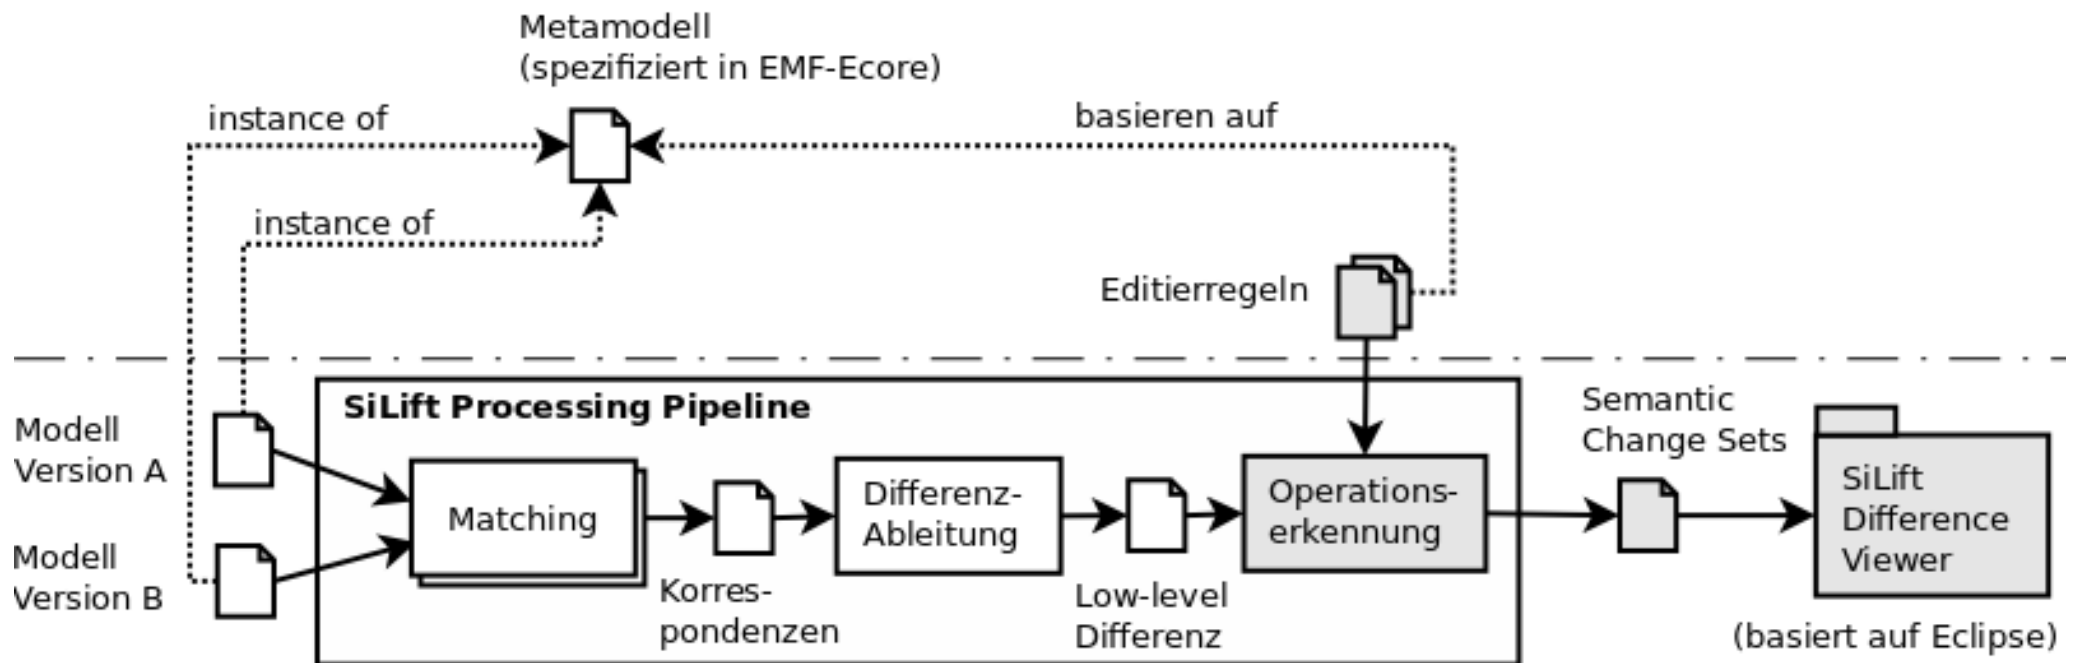 Metamodell
(spezifiziert in EMF-Ecore)
instance of
basieren auf
instance of
Editierregeln
SiLift Processing Pipeline
Modell
Version A
Modell
Version B
Matching
Korres-
pondenzen
Differenz-
Ableitung
Low-level
Differenz
Operations-
erkennung
Semantic
Change Sets
SiLift
Difference
Viewer
(basiert auf Eclipse)